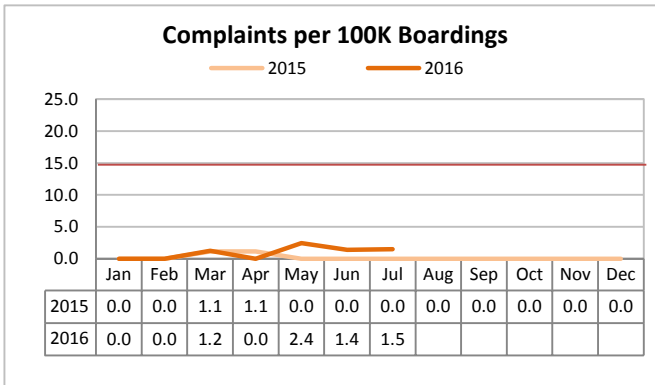 Complaints per 100K Boardings
2015 2016
25.0
20.0
15.0
10.0
5.0
0.0
Jan Feb Mar Apr May Jun Jul Aug Sep Oct Nov Dec
2015 0.0 0.0 1.1 1.1 0.0 0.0 0.0 0.0 0.0 0.0 0.0 0.0
2016 0.0 0.0 1.2 0.0 2.4 1.4 1.5